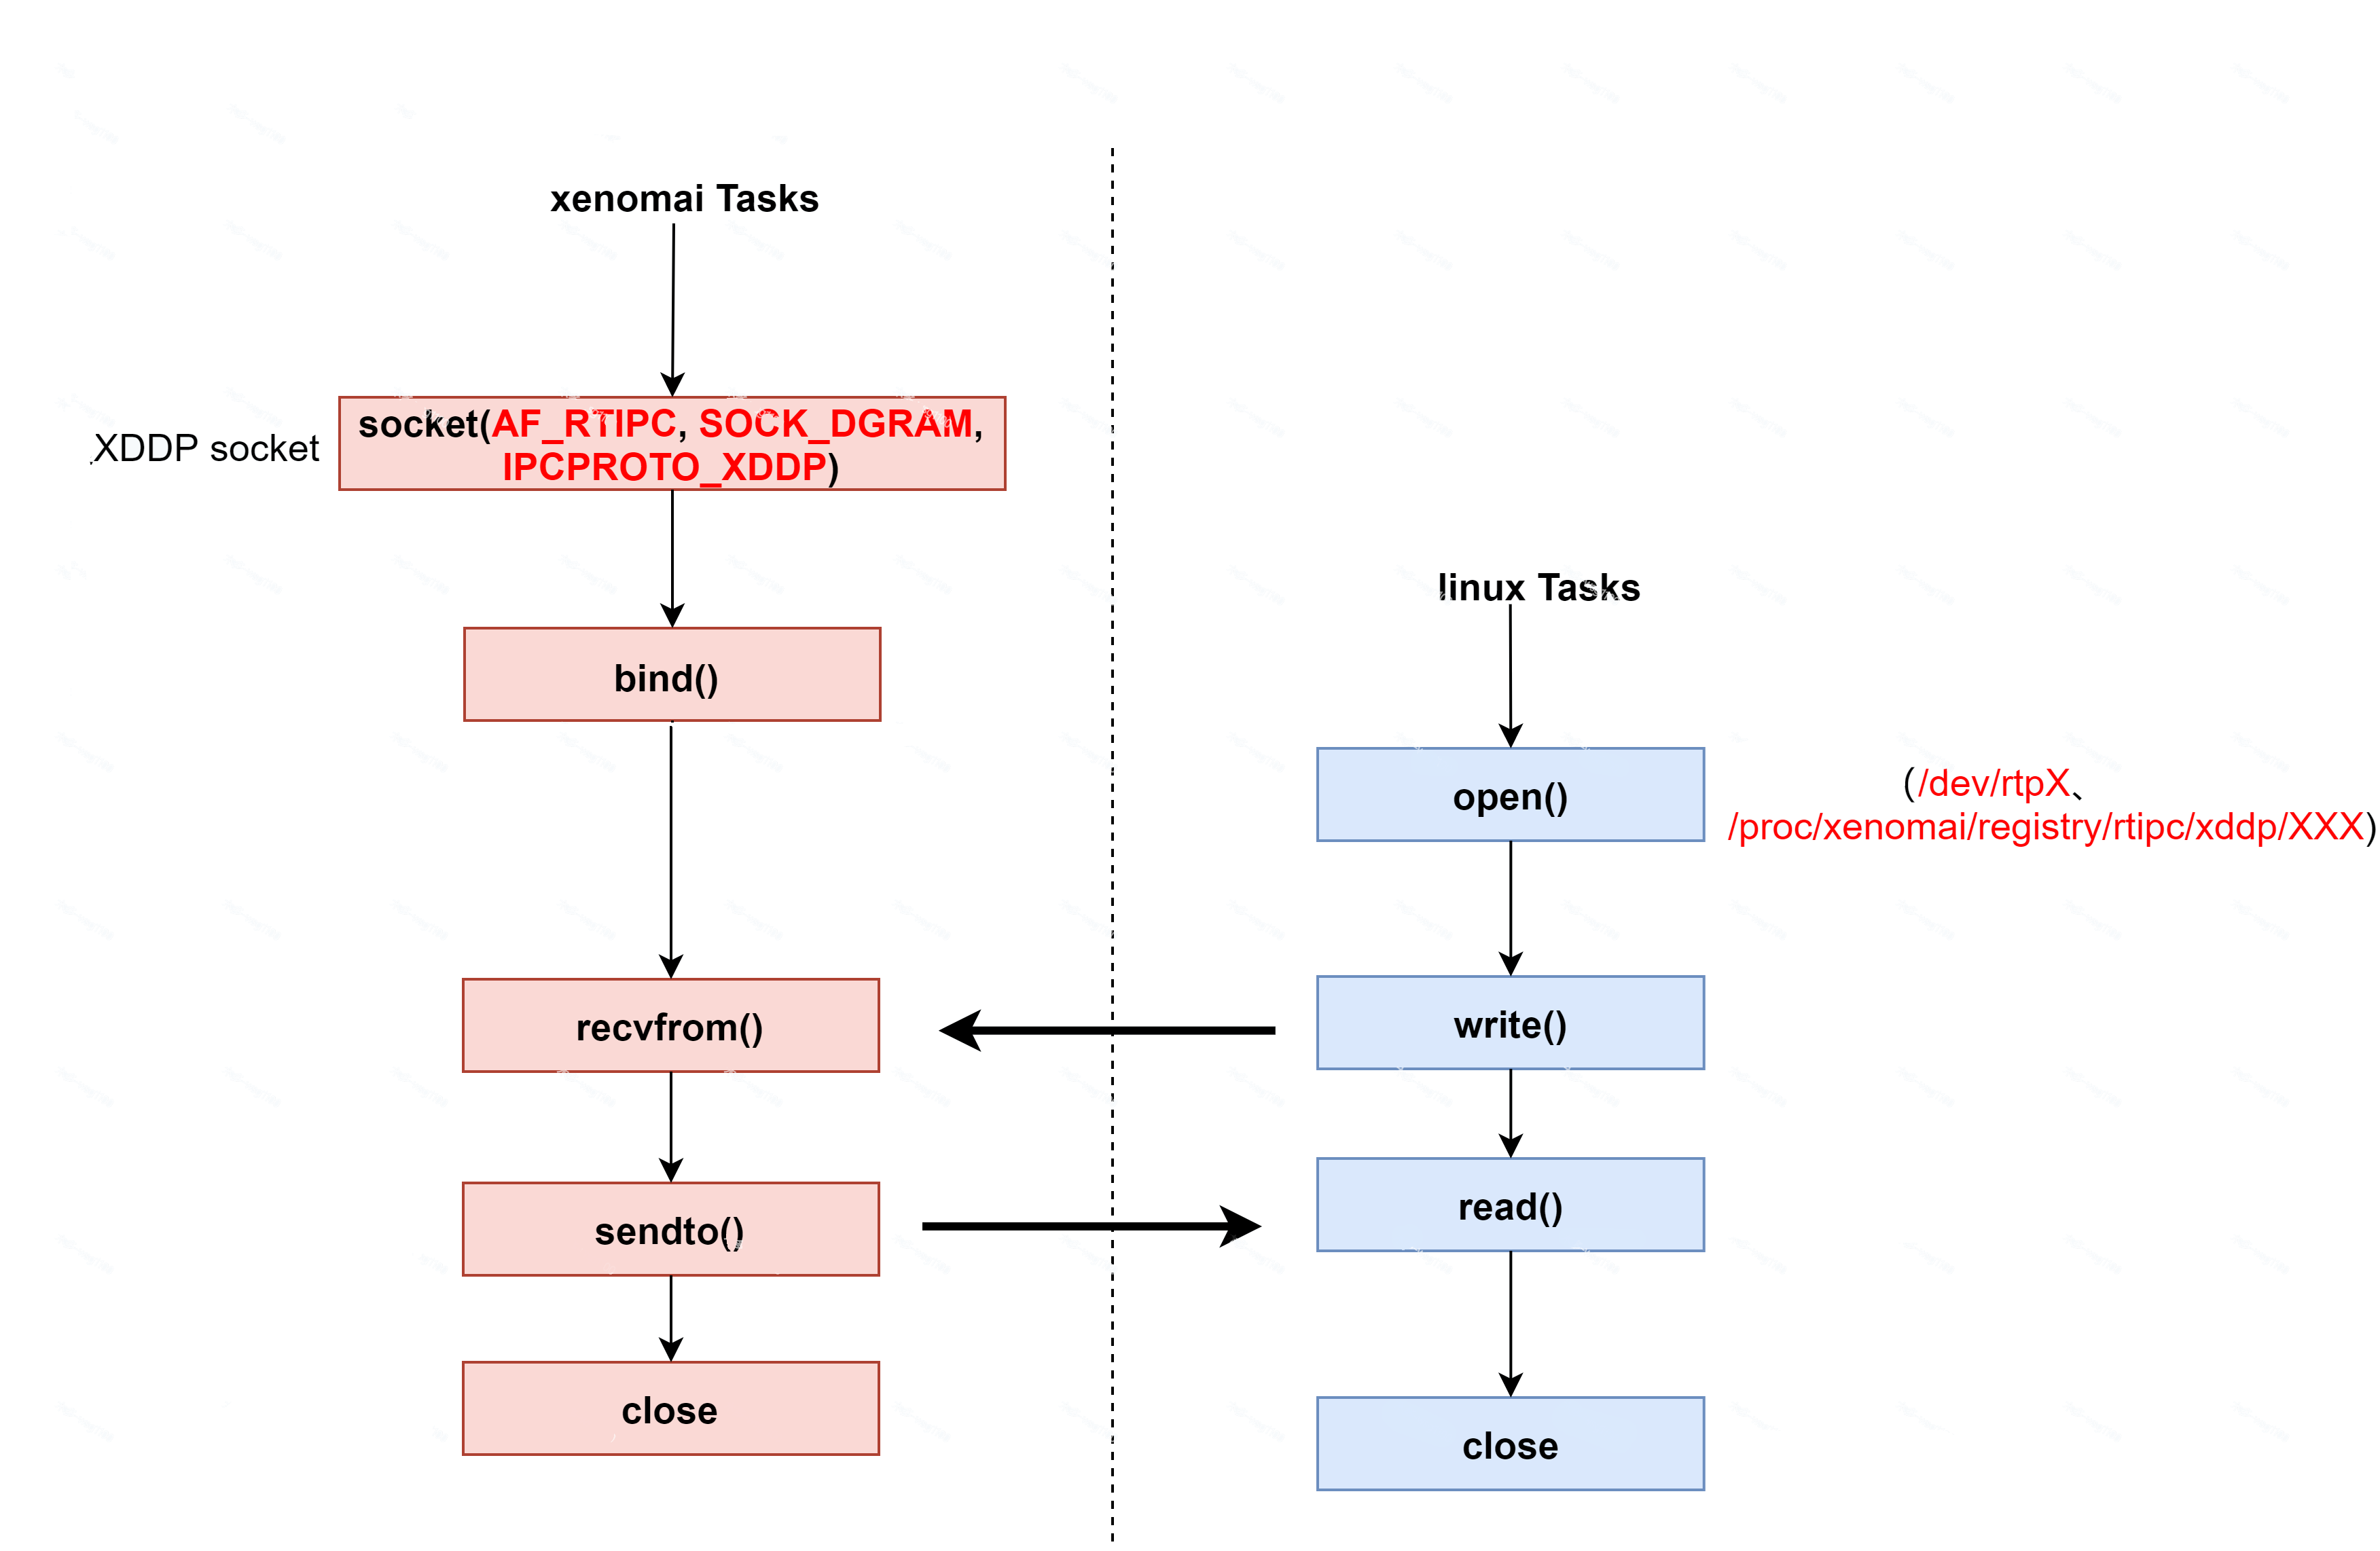 xenomai Tasks
XDDP socket
socket(AF_RTIPC, SOCK_DGRAM,
IPCPROTO_XDDP)
bind()
recvfrom()
sendto()
close
linux Tasks
open()
(/dev/rtpX、
/proc/xenomai/registry/rtipc/xddp/XXX)
write()
read()
close